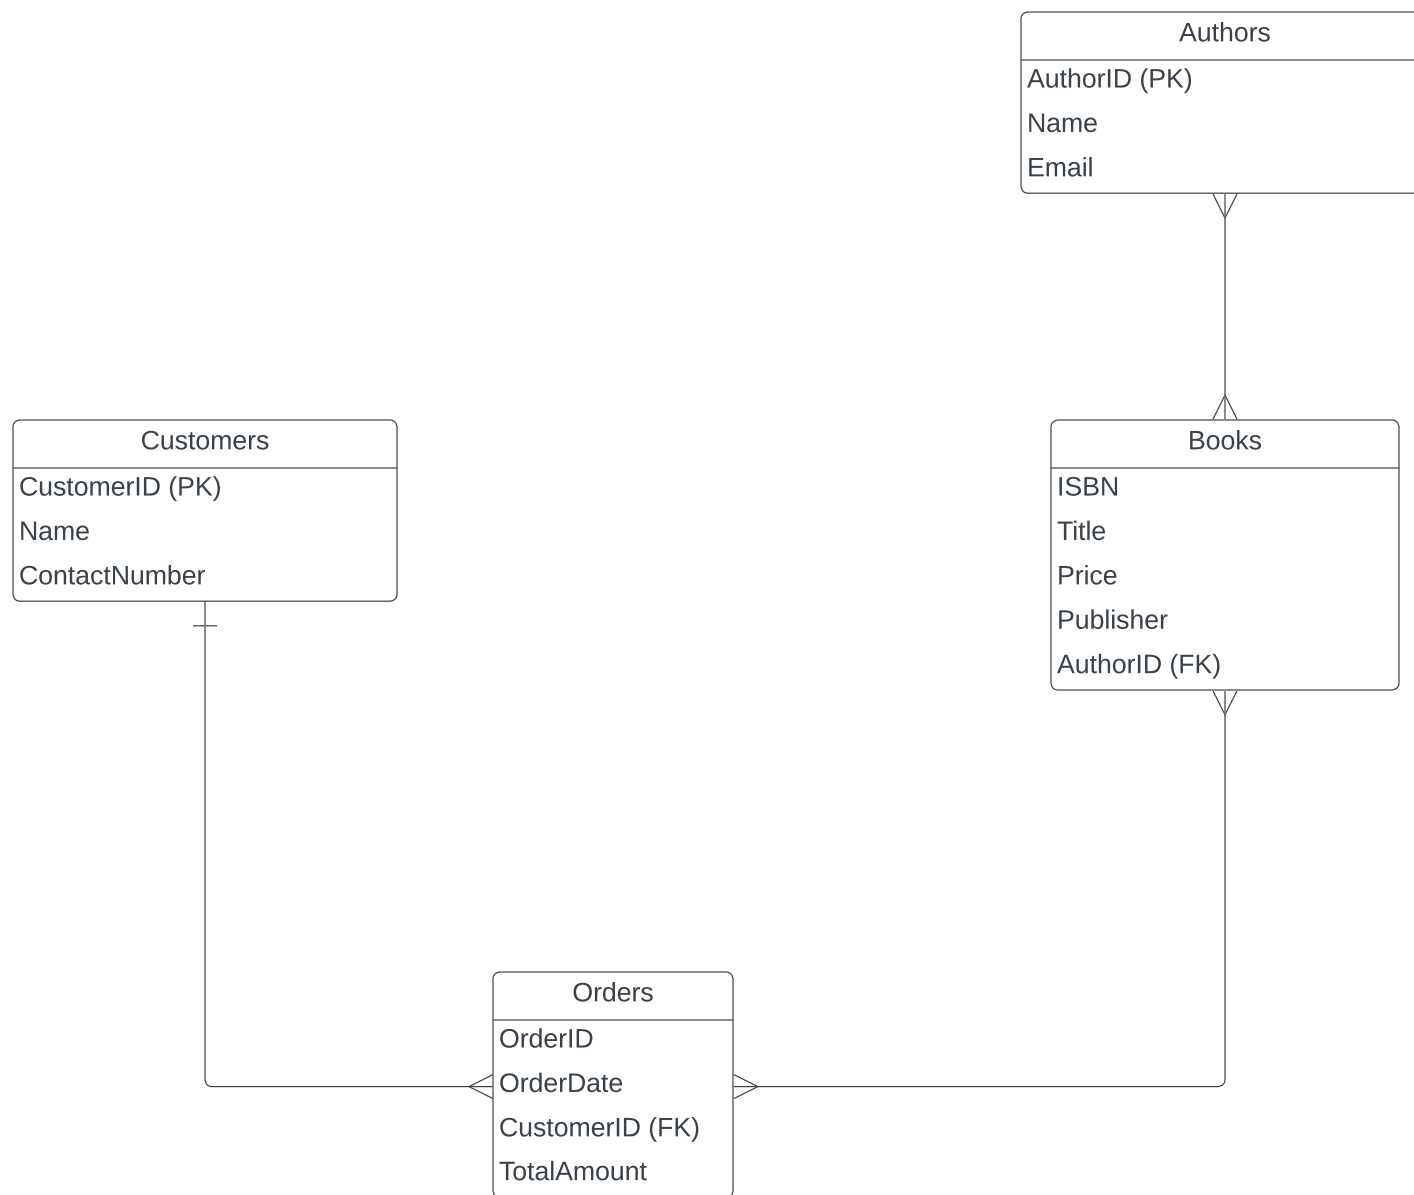 Authors
AuthorID (PK)
Name
Email
Customers
CustomerID (PK)
Name
ContactNumber
Books
ISBN
Title
Price
Publisher
AuthorID (FK)
Orders
OrderID
OrderDate
CustomerID (FK)
TotalAmount